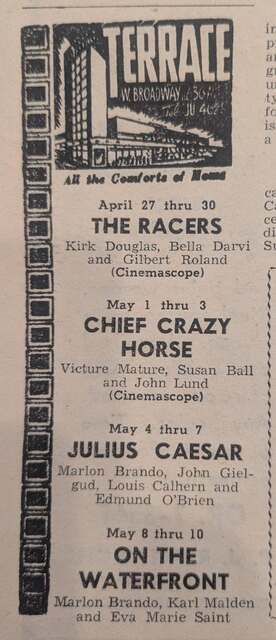 TERRACE
W. BROADWAY
All the Comforts of Home
April 27 thru 30
THE RACERS
Kirk Douglas, Bella Darvi
and Gilbert Roland
(Cinemascope)
May 1 thru 3
CHIEF CRAZY
HORSE
Victure Mature, Susan Ball
and John Lund
(Cinemascope)
May 4 thru 7
JULIUS CAESAR
Marlon Brando, John Giel-
gud, Louis Calhern and
Edmund O'Brien
May 8 thru 10
ON THE
WATERFRONT
Marlon Brando, Karl Malden
and Eva Marie Saint